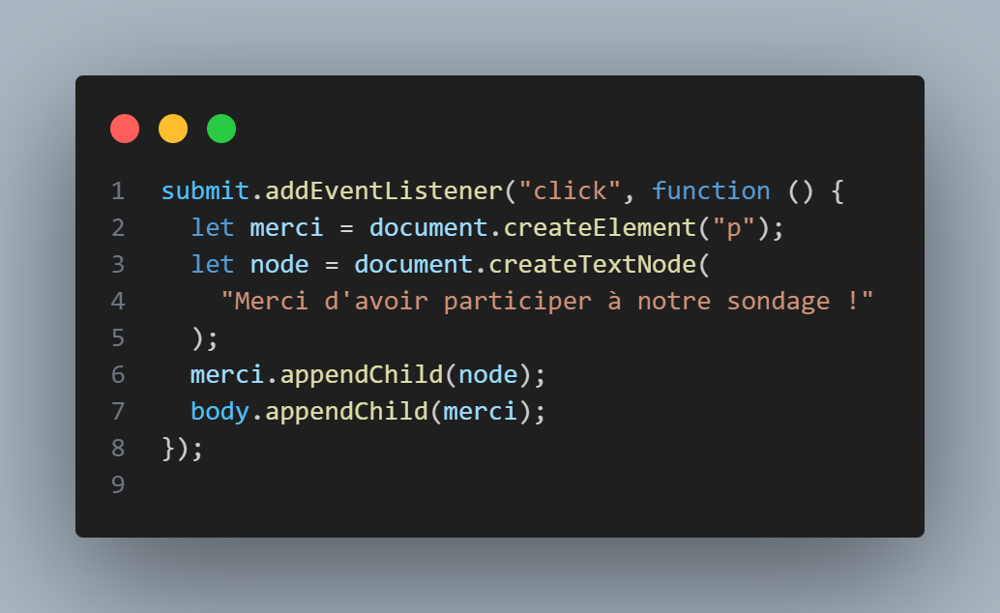 1 submit.addEventListener("click", function () {
2   let merci = document.createElement("p");
3   let node = document.createTextNode(
4     "Merci d'avoir participer à notre sondage !"
5   );
6   merci.appendChild(node);
7   body.appendChild(merci);
8 });
9